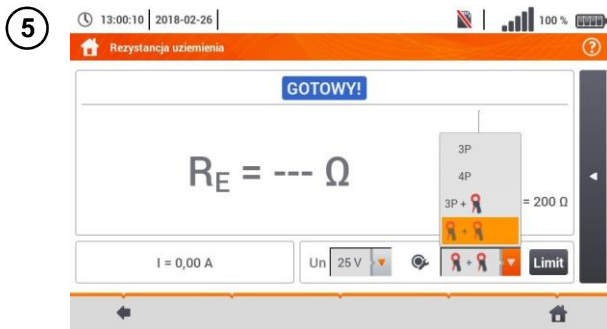 5
13:00:10 2018-02-26 100 %
Rezystancja uziemienia ?
GOTOWY!
3P
4P
RE = --- Ω
3P + = 200 Ω
+
I = 0,00 A Un 25 V + Limit